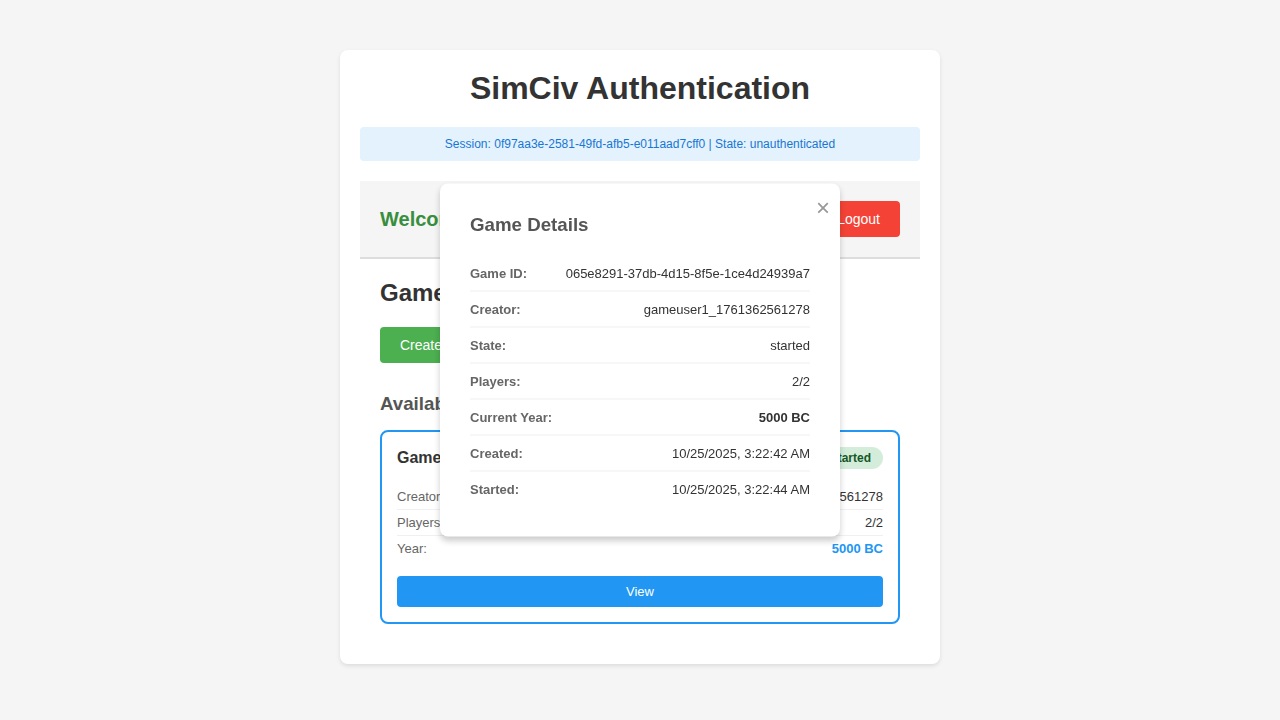 SimCiv Authentication
Session: 0f97aa3e-2581-49fd-afb5-e011aad7cff0 | State: unauthenticated
Welco
Logout
×
Game Details
Game ID: 065e8291-37db-4d15-8f5e-1ce4d24939a7
Creator: gameuser1_1761362561278
State: started
Players: 2/2
Current Year: 5000 BC
Created: 10/25/2025, 3:22:42 AM
Started: 10/25/2025, 3:22:44 AM
Game
Create
Availab
Game arted
Creator 561278
Players 2/2
Year: 5000 BC
View